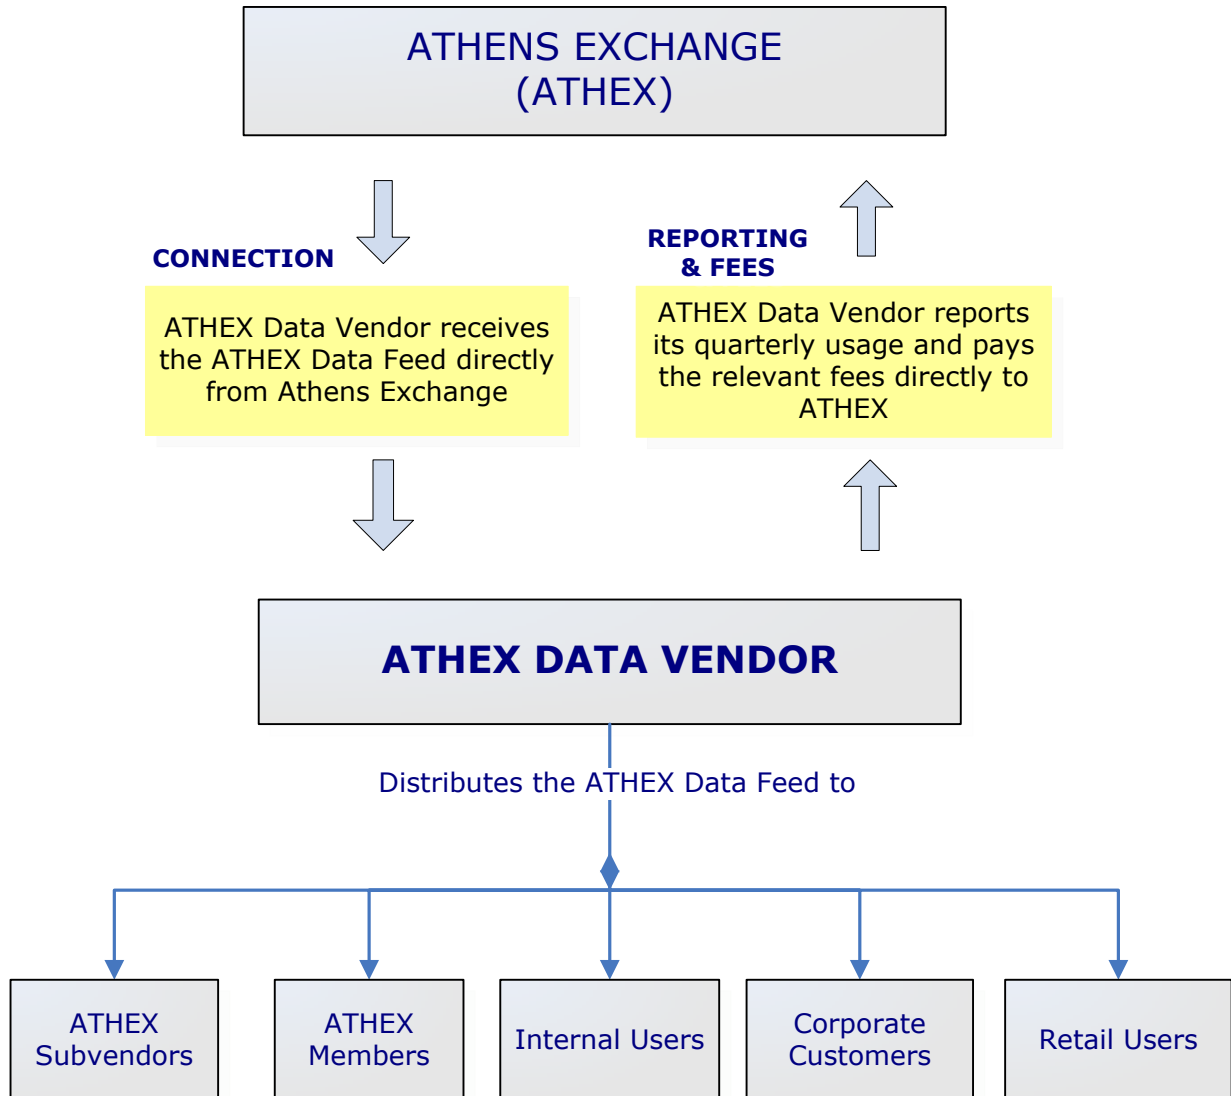 ATHENS EXCHANGE
(ATHEX)
CONNECTION
ATHEX Data Vendor receives
the ATHEX Data Feed directly
from Athens Exchange
REPORTING
& FEES
ATHEX Data Vendor reports
its quarterly usage and pays
the relevant fees directly to
ATHEX
ATHEX DATA VENDOR
Distributes the ATHEX Data Feed to
ATHEX
Subvendors
ATHEX
Members
Internal Users
Corporate
Customers
Retail Users